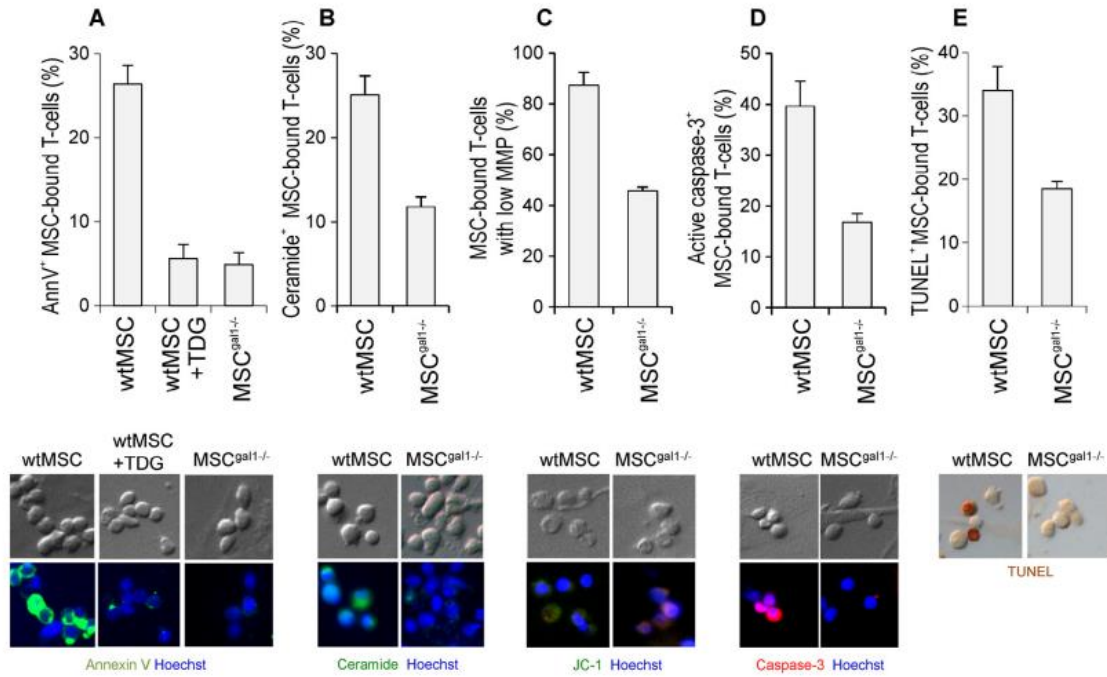 A
B
C
D
E
AnnV⁺ MSC-bound T-cells (%)
30
20
10
0
wtMSC
wtMSC
+TDG
MSCgal1-/-
Ceramide⁺ MSC-bound T-cells (%)
30
20
10
0
wtMSC
MSCgal1-/-
MSC-bound T-cells
with low MMP (%)
100
80
60
40
20
0
wtMSC
MSCgal1-/-
Active caspase-3⁺
MSC-bound T-cells (%)
50
40
30
20
10
0
wtMSC
MSCgal1-/-
TUNEL⁺ MSC-bound T-cells (%)
40
30
20
10
0
wtMSC
MSCgal1-/-
wtMSC
wtMSC
+TDG
MSCgal1-/-
Annexin V Hoechst
wtMSC MSCgal1-/-
Ceramide Hoechst
wtMSC MSCgal1-/-
JC-1 Hoechst
wtMSC MSCgal1-/-
Caspase-3 Hoechst
wtMSC MSCgal1-/-
TUNEL